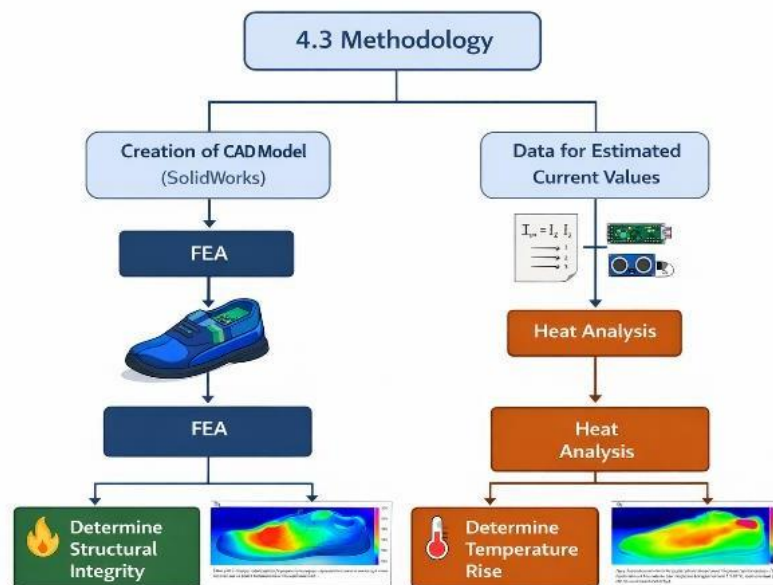 4.3 Methodology
Creation of CAD Model
(SolidWorks)
Data for Estimated
Current Values
FEA
Heat Analysis
FEA
Heat
Analysis
Determine
Structural
Integrity
Determine
Temperature
Rise